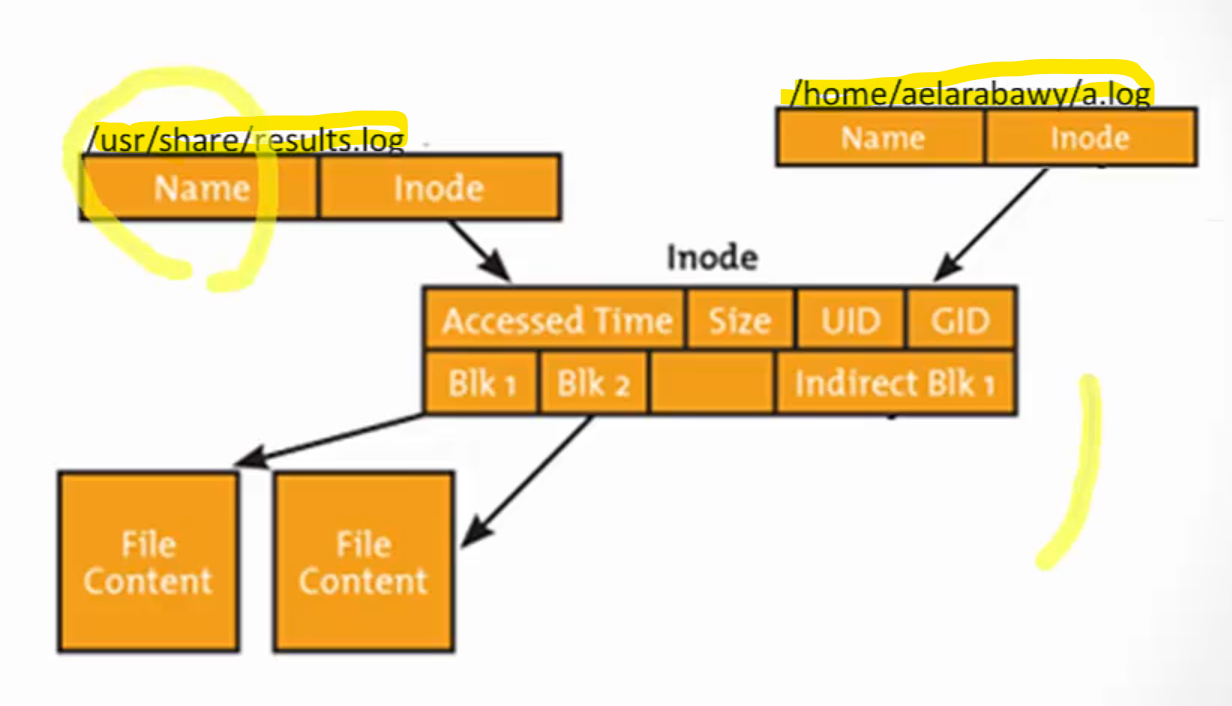 /home/aelarabawy/a.log
Name Inode
/usr/share/results.log
Name Inode
Inode
Accessed Time Size UID GID
Blk 1 Blk 2 Indirect Blk 1
File Content
File Content